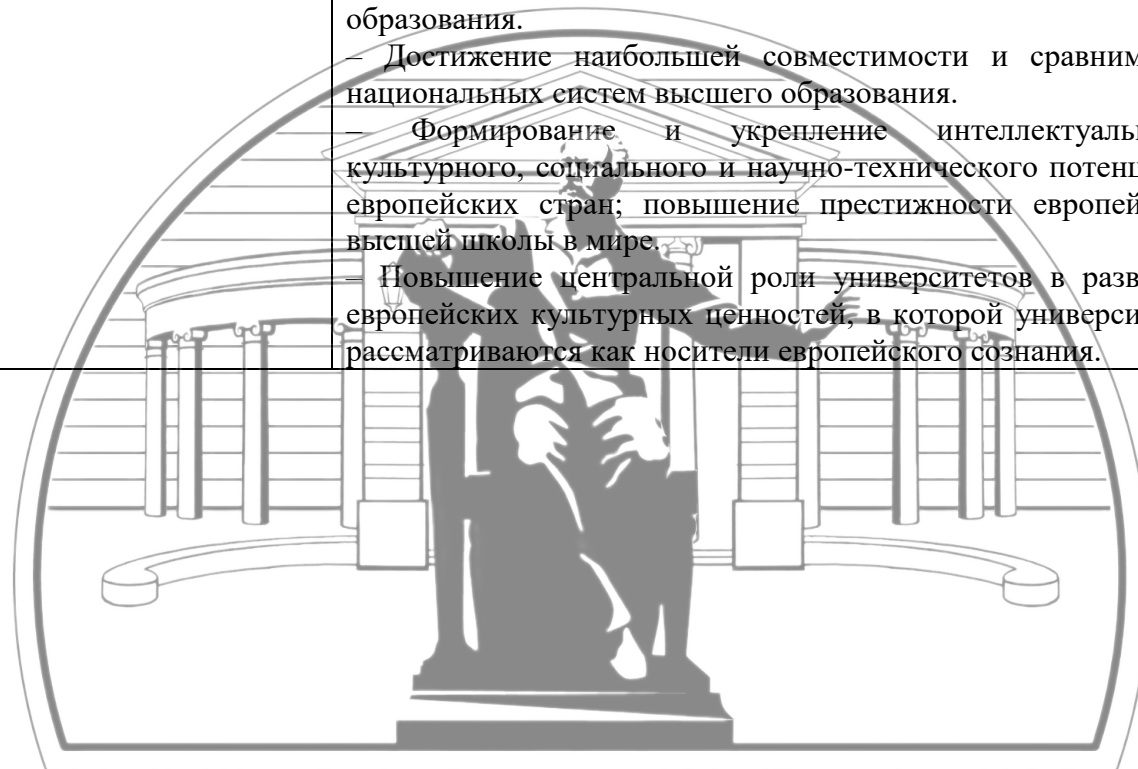 образования.
– Достижение наибольшей совместимости и сравним
национальных систем высшего образования.
– Формирование и укрепление интеллектуаль
культурного, социального и научно-технического потенц
европейских стран; повышение престижности европей
высшей школы в мире.
– Повышение центральной роли университетов в разв
европейских культурных ценностей, в которой универси
рассматриваются как носители европейского сознания.